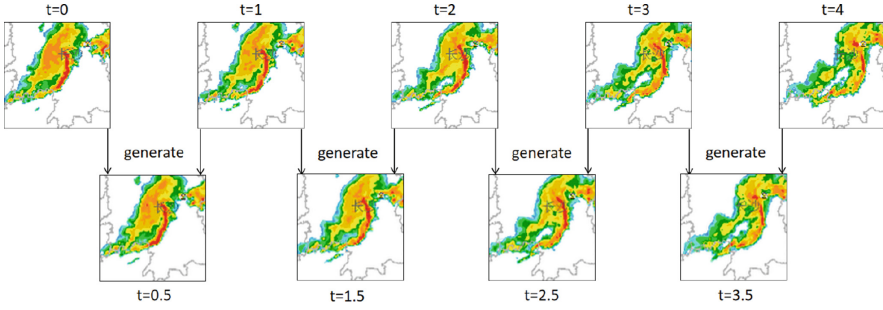 t=0 t=1 t=2 t=3 t=4
generate generate generate generate
t=0.5 t=1.5 t=2.5 t=3.5